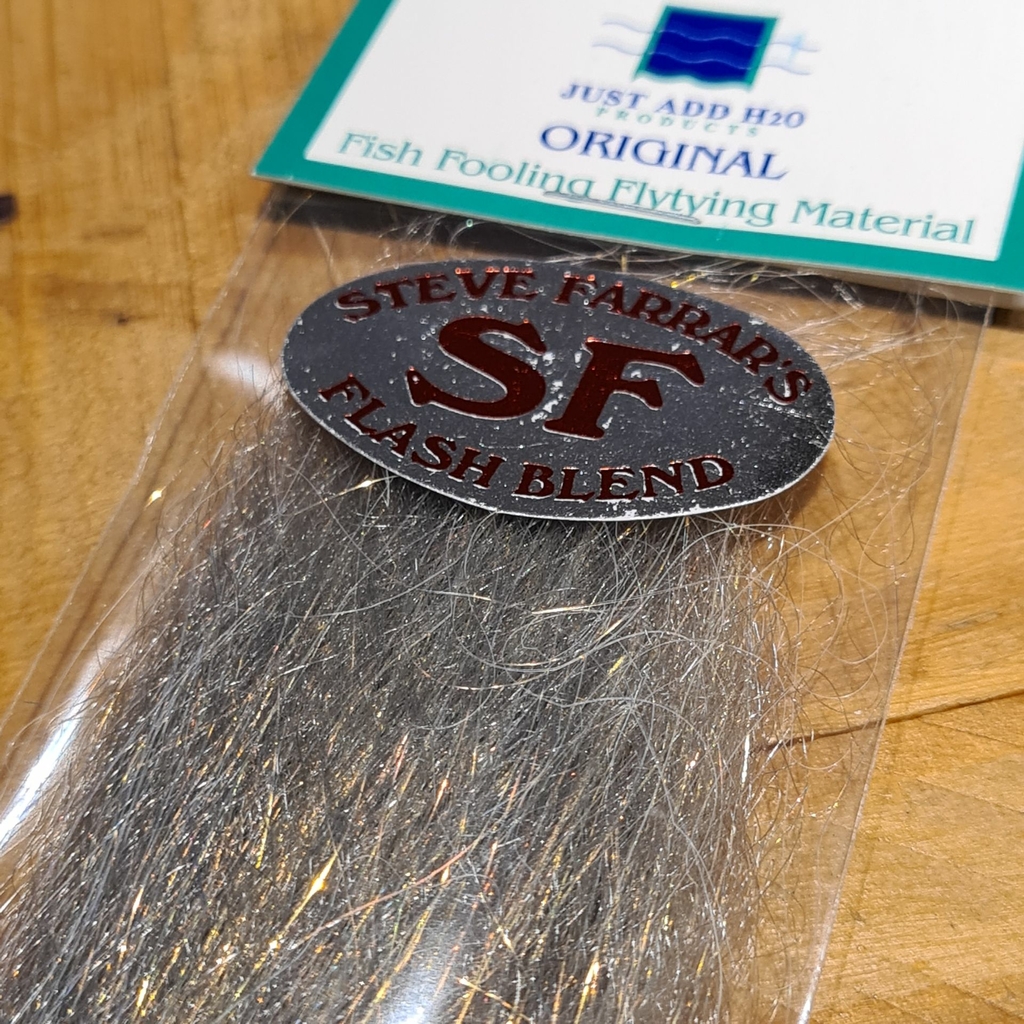 JUST ADD H2O
PRODUCTS
ORIGINAL
Fish Fooling Flytying Material
STEVE FARRAR'S
SF
FLASH BLEND